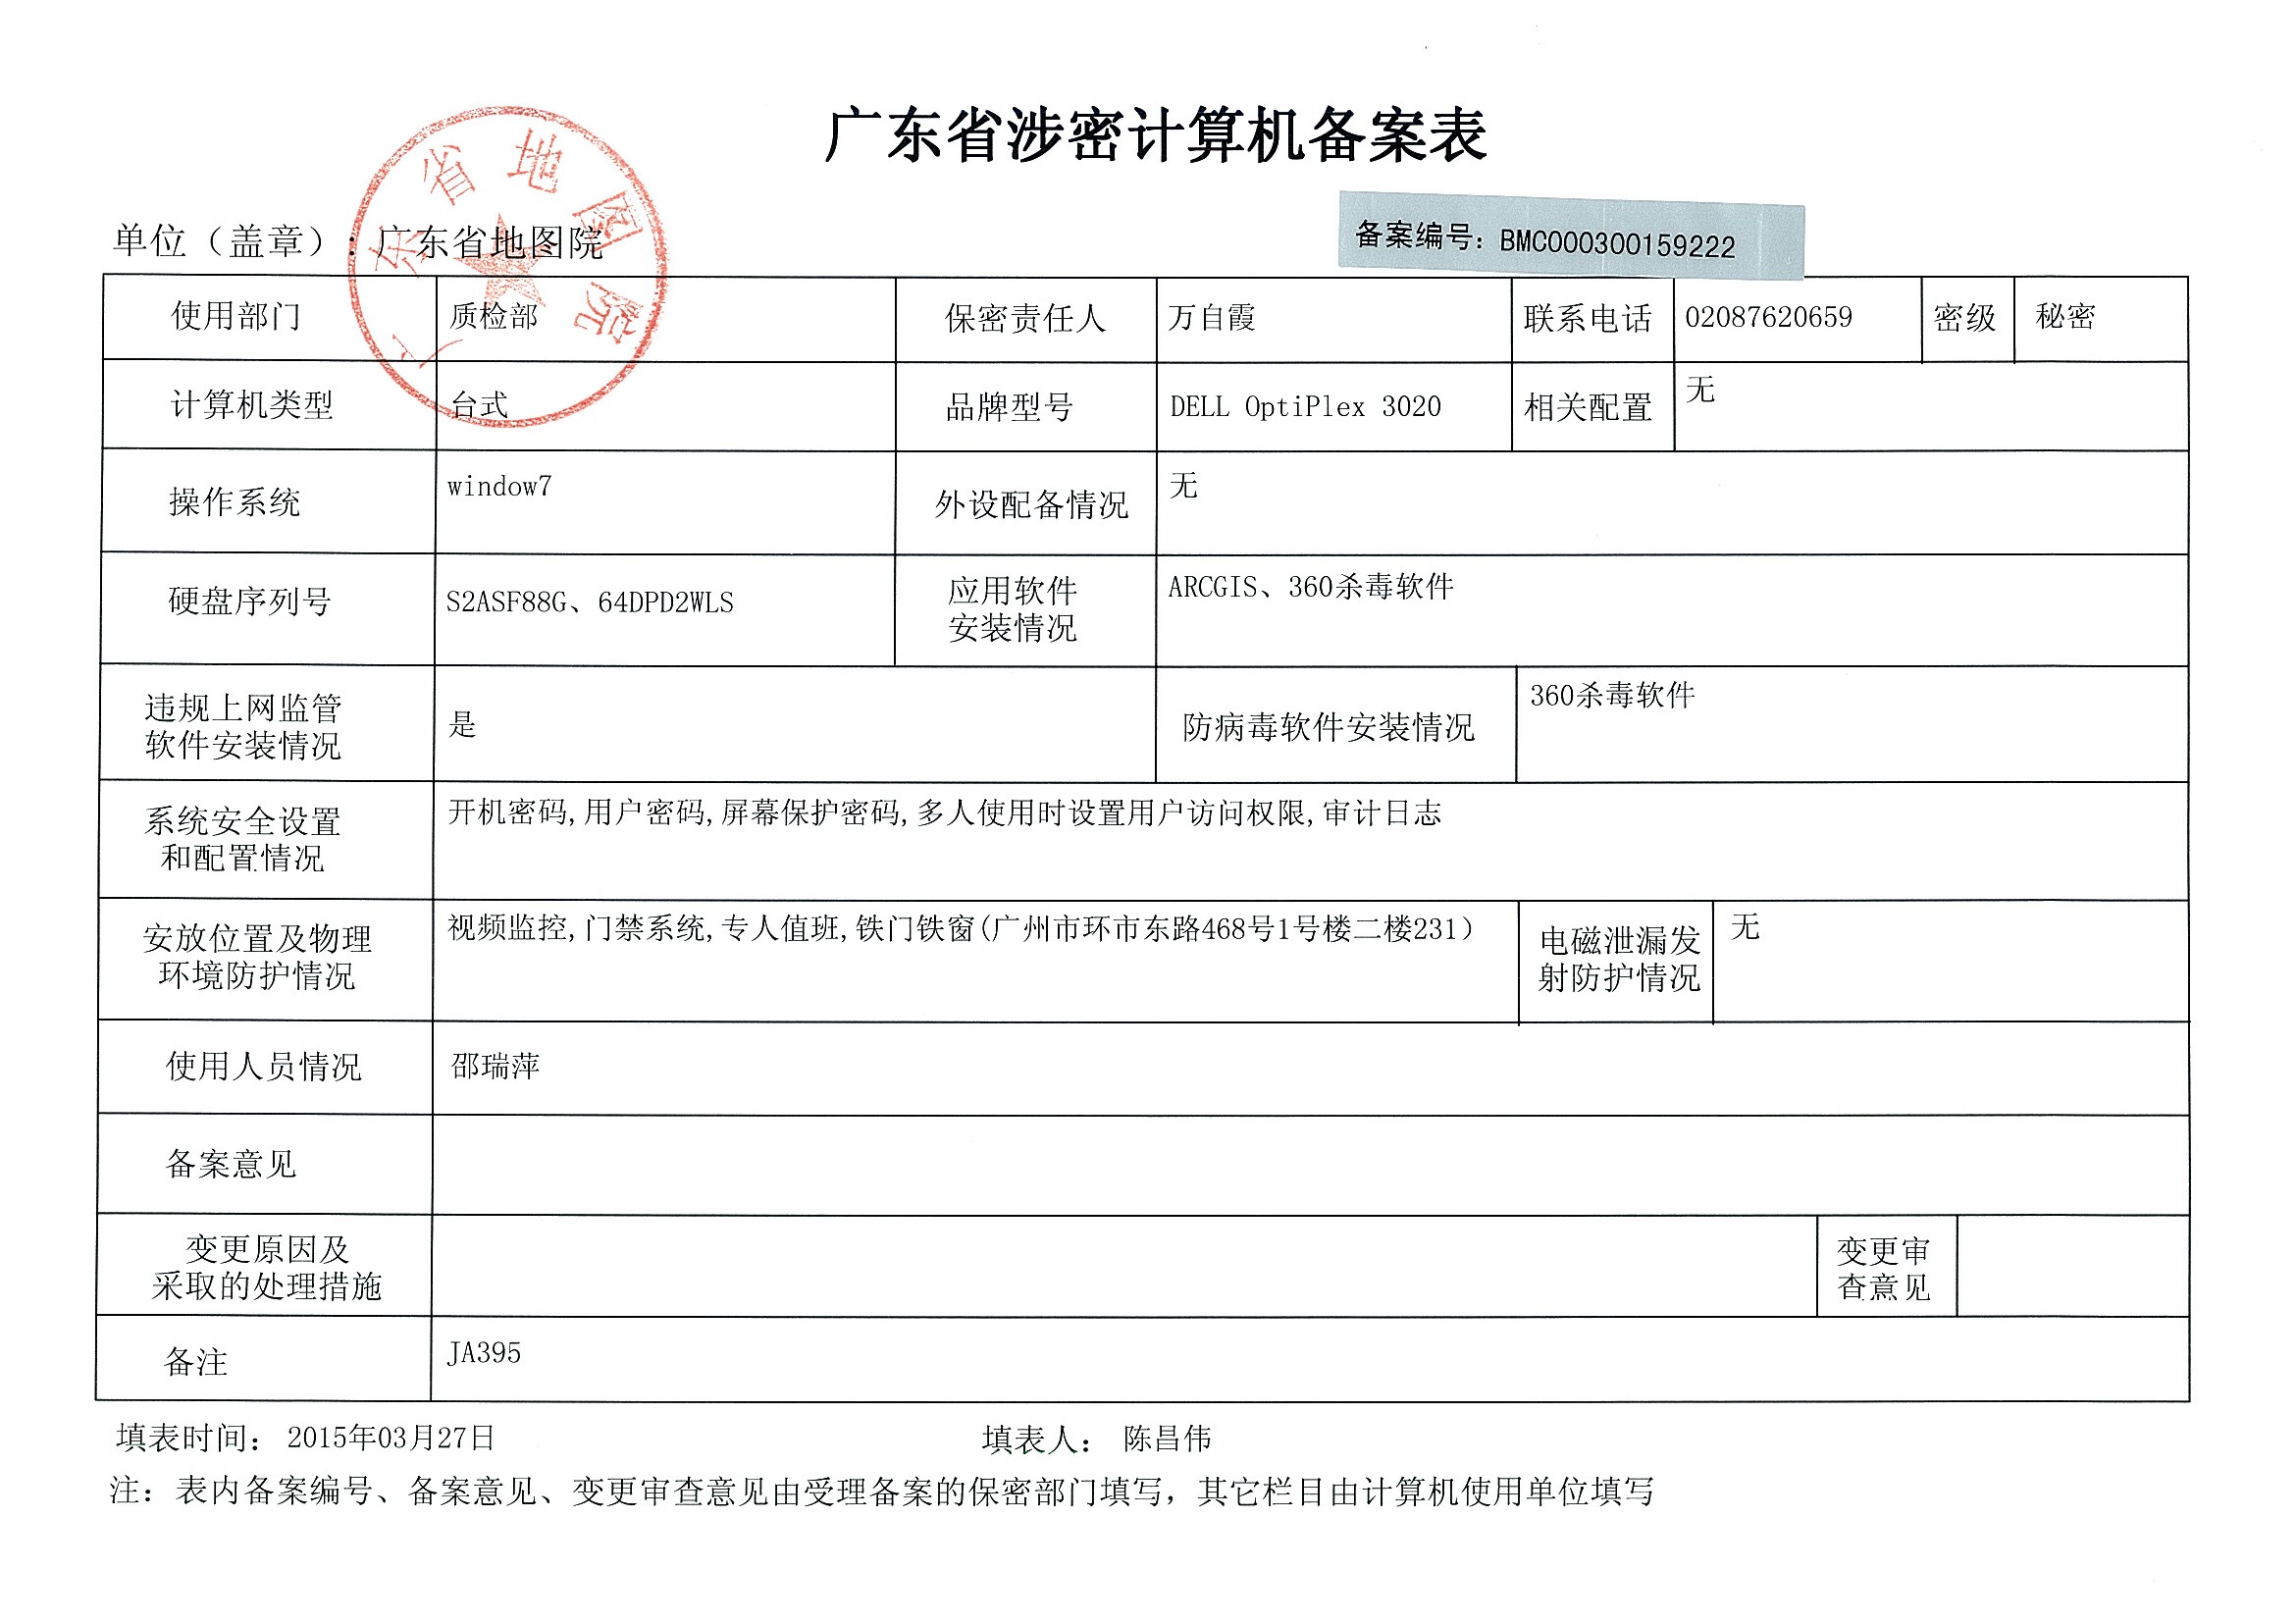 广东省涉密计算机备案表
广东省地图院
单位（盖章）：广东省地图院
备案编号：BMC000300159222
使用部门 质检部 保密责任人 万自霞 联系电话 02087620659 密级 秘密
计算机类型 台式 品牌型号 DELL OptiPlex 3020 相关配置 无
操作系统 window7 外设配备情况 无
硬盘序列号 S2ASF88G、64DPD2WLS 应用软件
安装情况 ARCGIS、360杀毒软件
违规上网监管
软件安装情况 是 防病毒软件安装情况 360杀毒软件
系统安全设置
和配置情况 开机密码,用户密码,屏幕保护密码,多人使用时设置用户访问权限,审计日志
安放位置及物理
环境防护情况 视频监控,门禁系统,专人值班,铁门铁窗(广州市环市东路468号1号楼二楼231） 电磁泄漏发
射防护情况 无
使用人员情况 邵瑞萍
备案意见
变更原因及
采取的处理措施 变更审
查意见
备注 JA395
填表时间： 2015年03月27日 填表人： 陈昌伟
注：表内备案编号、备案意见、变更审查意见由受理备案的保密部门填写，其它栏目由计算机使用单位填写